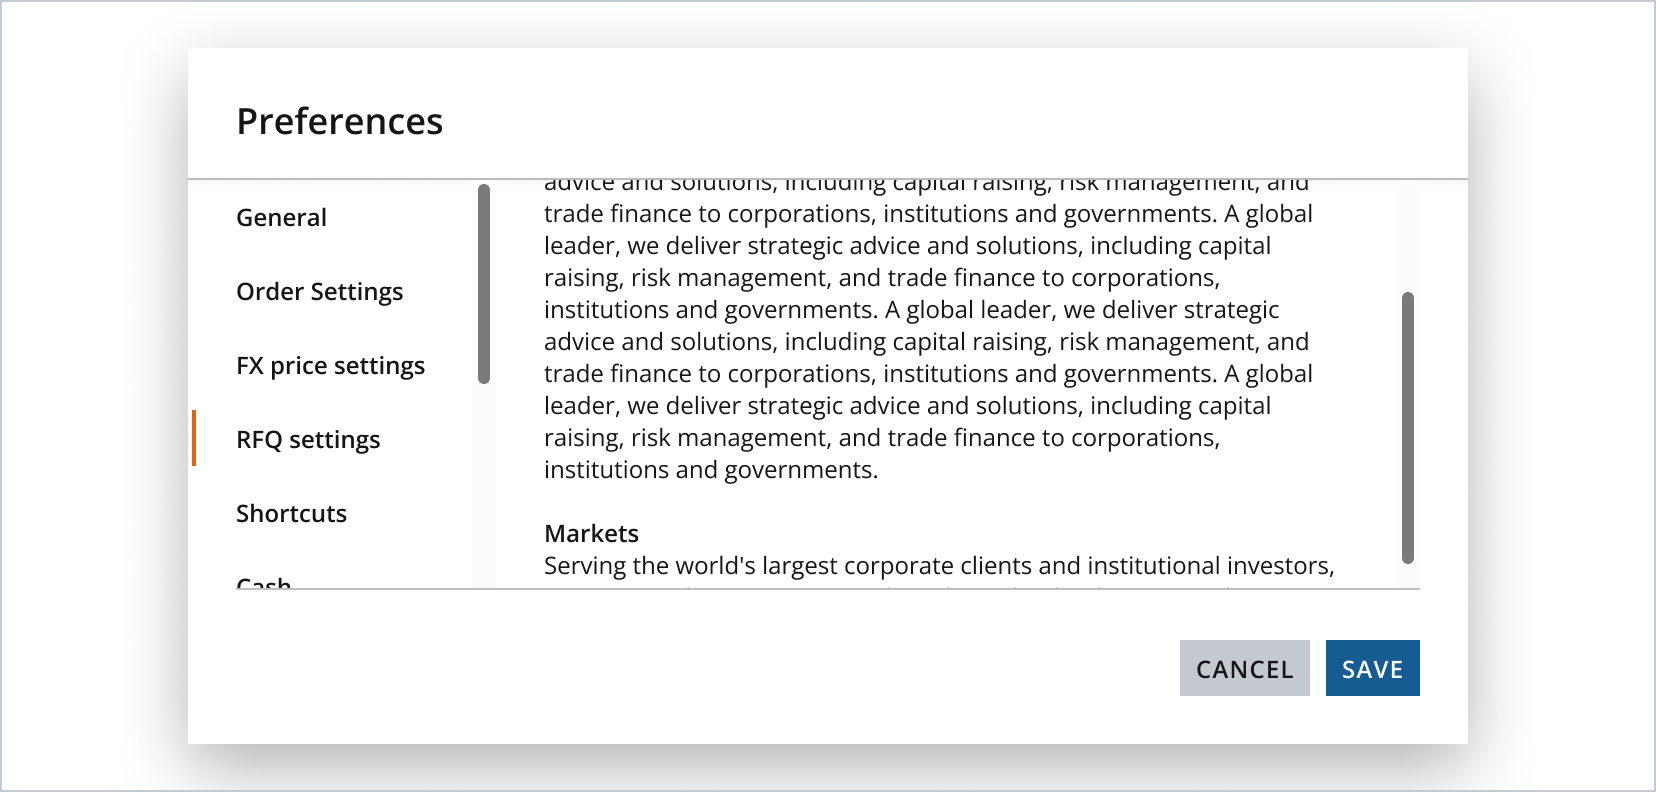 Preferences
General
Order Settings
FX price settings
RFQ settings
Shortcuts
Cash
advice and solutions, including capital raising, risk management, and
trade finance to corporations, institutions and governments. A global
leader, we deliver strategic advice and solutions, including capital
raising, risk management, and trade finance to corporations,
institutions and governments. A global leader, we deliver strategic
advice and solutions, including capital raising, risk management, and
trade finance to corporations, institutions and governments. A global
leader, we deliver strategic advice and solutions, including capital
raising, risk management, and trade finance to corporations,
institutions and governments.
Markets
Serving the world's largest corporate clients and institutional investors,
CANCEL
SAVE